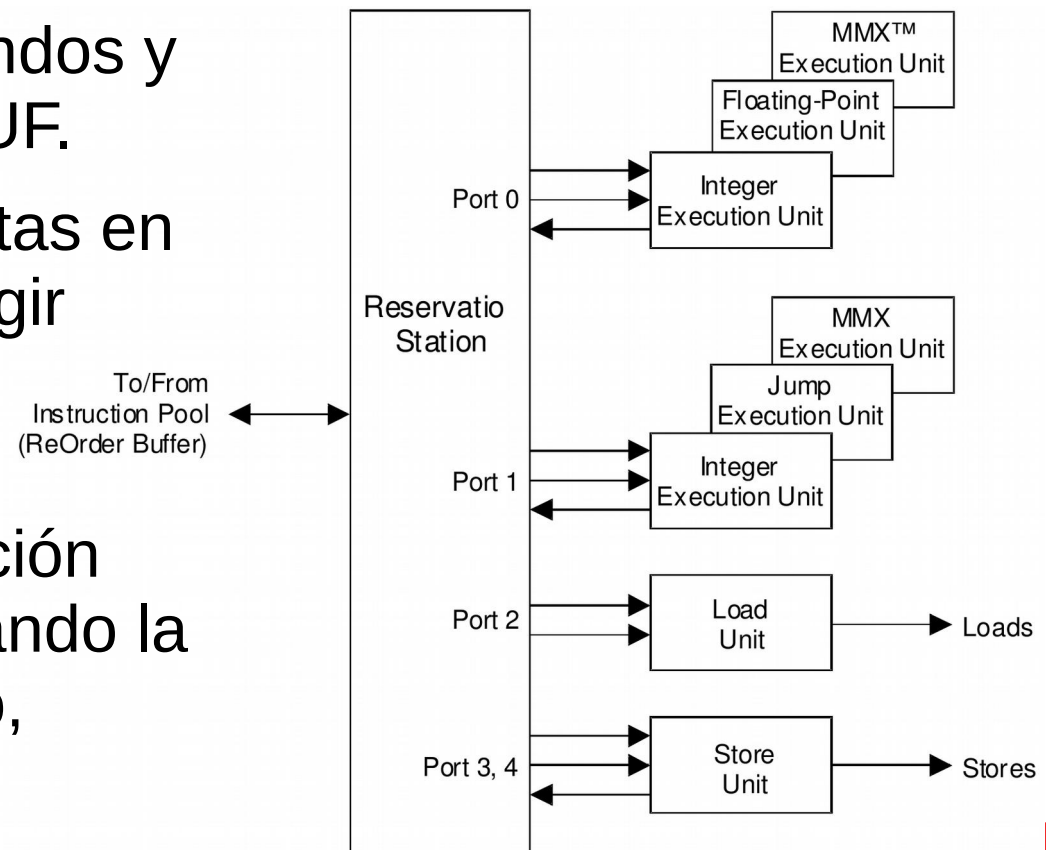 ndos y
UF.
tas en
gir
ción
ando la
o,
MMX™
Execution Unit
Floating-Point
Execution Unit
Integer
Execution Unit
Port 0
Reservatio
Station
MMX
Execution Unit
Jump
Execution Unit
To/From
Instruction Pool
(ReOrder Buffer)
Integer
Execution Unit
Port 1
Port 2
Load
Unit
Loads
Port 3, 4
Store
Unit
Stores